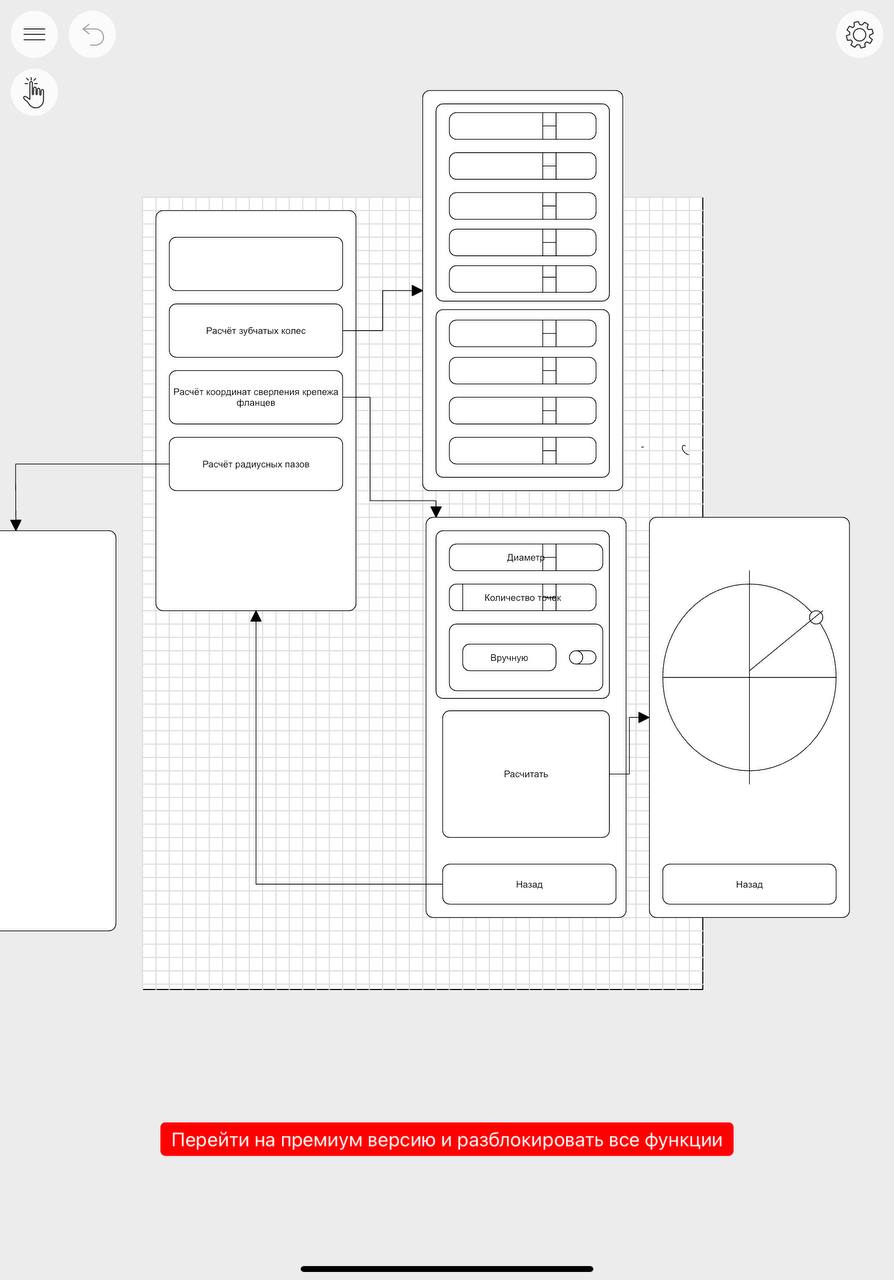 Расчёт зубчатых колес
Расчёт координат сверления крепежа
фланцев
Расчёт радиусных пазов
Диаметр
Количество точек
Вручную
Расчитать
Назад
Назад
Перейти на премиум версию и разблокировать все функции